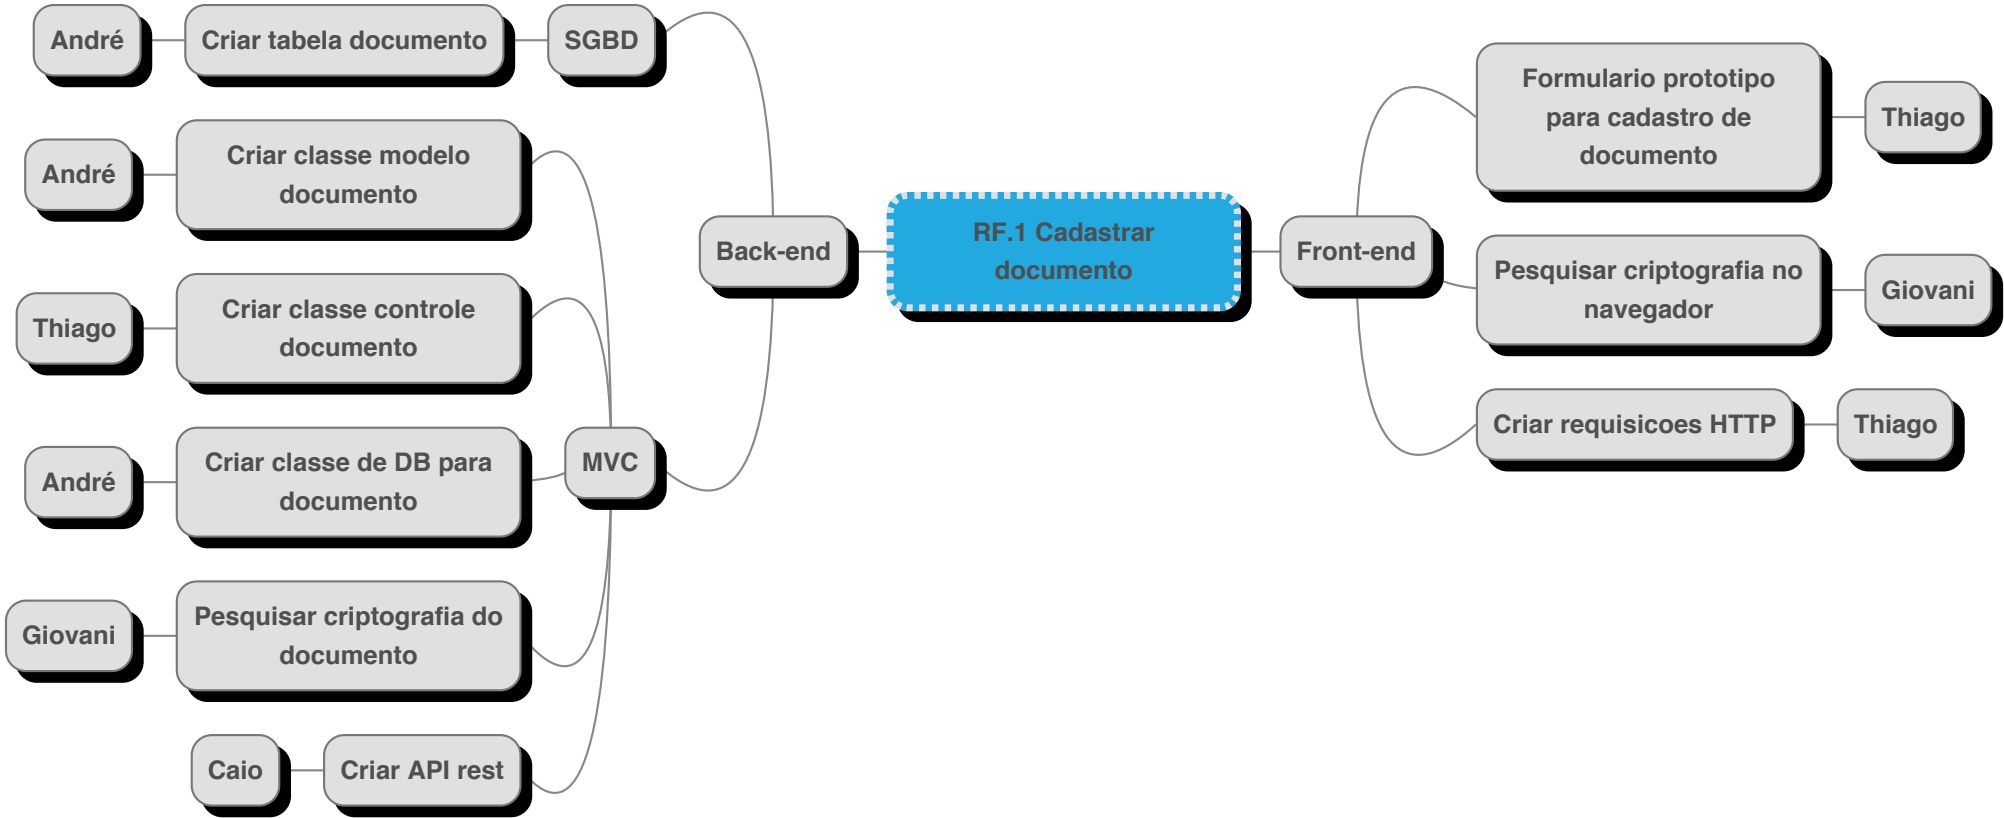 André
Criar tabela documento
SGBD
André
Criar classe modelo
documento
Thiago
Criar classe controle
documento
André
Criar classe de DB para
documento
MVC
Giovani
Pesquisar criptografia do
documento
Caio
Criar API rest
Back-end
RF.1 Cadastrar
documento
Front-end
Formulario prototipo
para cadastro de
documento
Thiago
Pesquisar criptografia no
navegador
Giovani
Criar requisicoes HTTP
Thiago